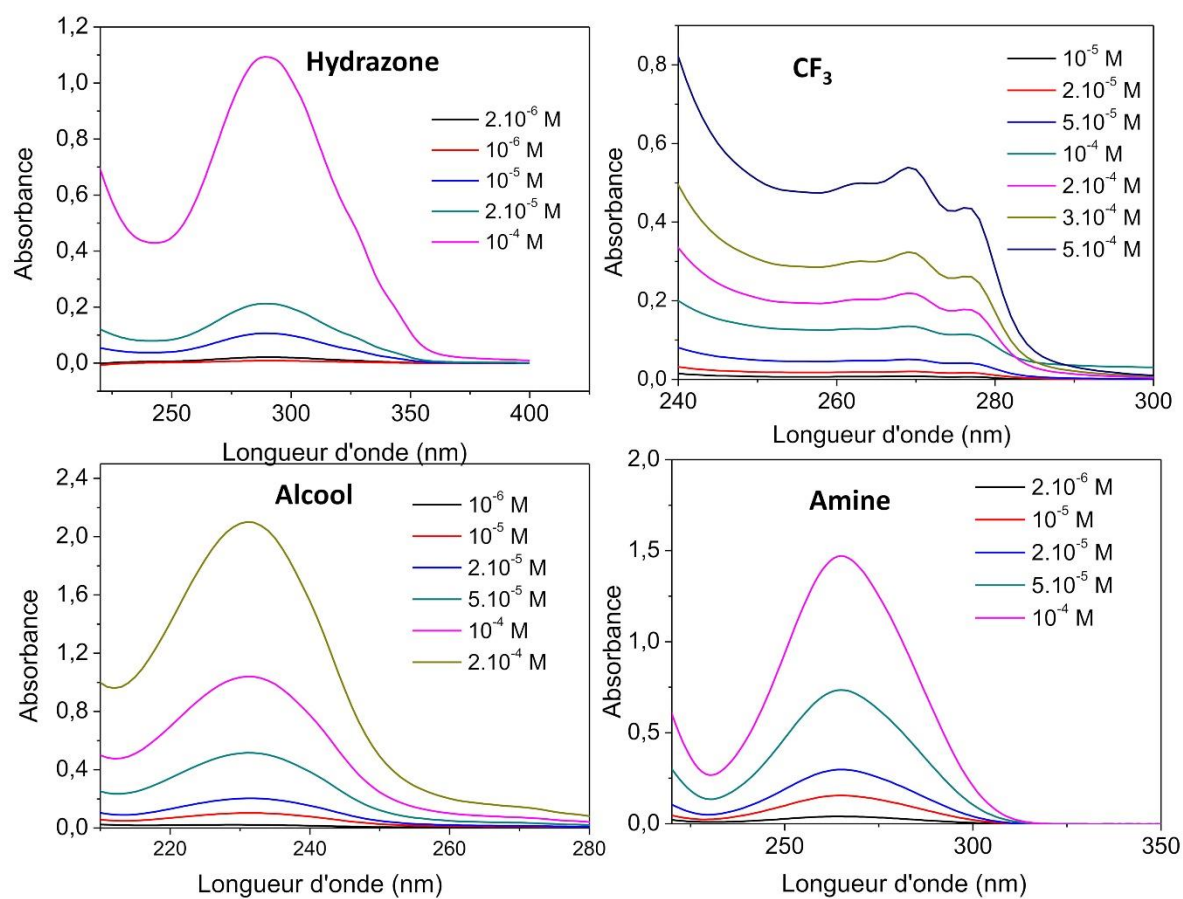 Hydrazone
Absorbance
1,2
1,0
0,8
0,6
0,4
0,2
0,0
2.10⁻⁶ M
10⁻⁶ M
10⁻⁵ M
2.10⁻⁵ M
10⁻⁴ M
250
300
350
400
Longueur d'onde (nm)
CF₃
Absorbance
0,8
0,6
0,4
0,2
0,0
10⁻⁵ M
2.10⁻⁵ M
5.10⁻⁵ M
10⁻⁴ M
2.10⁻⁴ M
3.10⁻⁴ M
5.10⁻⁴ M
240
260
280
300
Longueur d'onde (nm)
Alcool
Absorbance
2,4
2,0
1,6
1,2
0,8
0,4
0,0
10⁻⁶ M
10⁻⁵ M
2.10⁻⁵ M
5.10⁻⁵ M
10⁻⁴ M
2.10⁻⁴ M
220
240
260
280
Longueur d'onde (nm)
Amine
Absorbance
2,0
1,5
1,0
0,5
0,0
2.10⁻⁶ M
10⁻⁵ M
2.10⁻⁵ M
5.10⁻⁵ M
10⁻⁴ M
250
300
350
Longueur d'onde (nm)